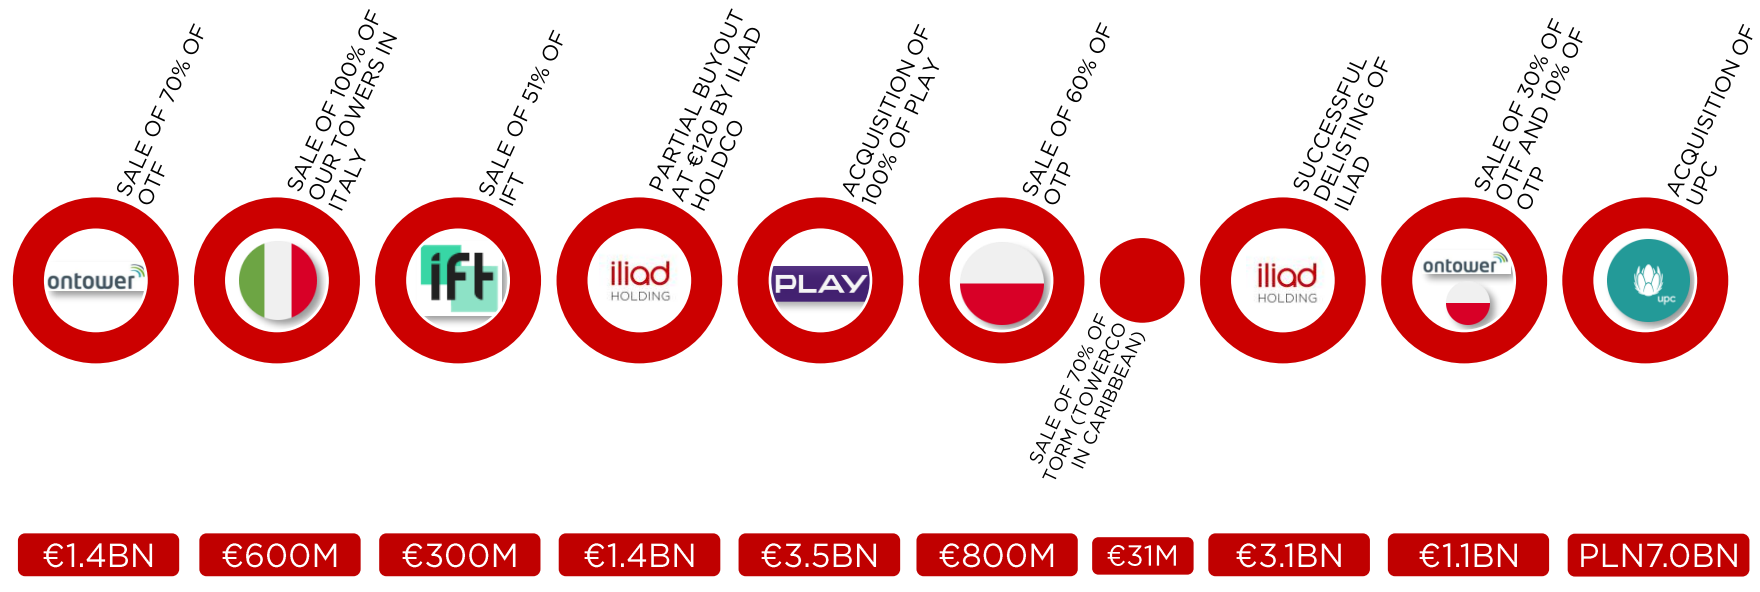 SALE OF 70% OF
OTF
SALE OF 100% OF
OUR TOWERS IN
ITALY
SALE OF 51% OF
IFT
PARTIAL BUYOUT
AT €120 BY ILIAD
HOLDCO
ACQUISITION OF
100% OF PLAY
SALE OF 60% OF
OTP
SUCCESSFUL
DELISTING OF
ILIAD
SALE OF 30% OF
OTF AND 10% OF
OTP
ACQUISITION OF
UPC
ontower
ift
iliad
HOLDING
PLAY
iliad
HOLDING
ontower
upc
SALE OF 70% OF
TORM (TOWERCO
IN CARIBBEAN)
€1.4BN
€600M
€300M
€1.4BN
€3.5BN
€800M
€31M
€3.1BN
€1.1BN
PLN7.0BN